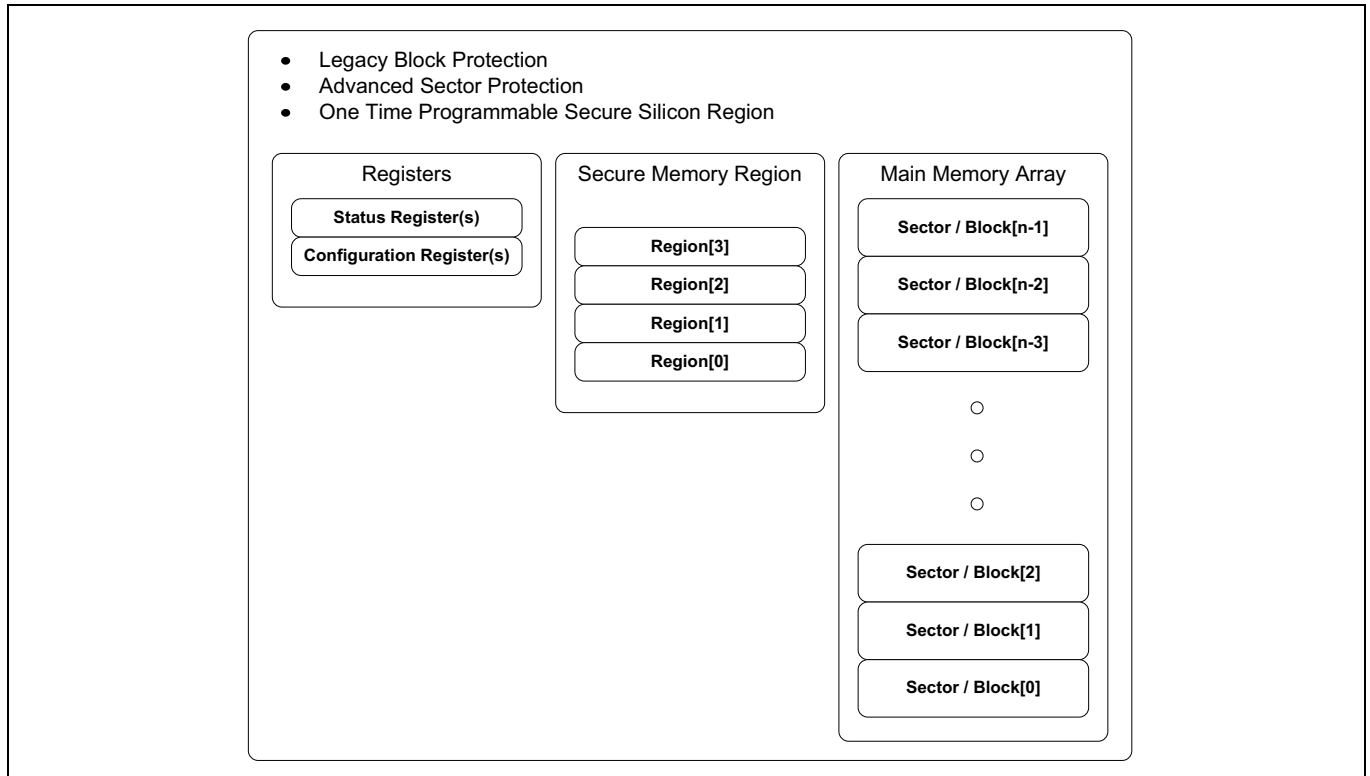 • Legacy Block Protection
• Advanced Sector Protection
• One Time Programmable Secure Silicon Region
Registers
Status Register(s)
Configuration Register(s)
Secure Memory Region
Region[3]
Region[2]
Region[1]
Region[0]
Main Memory Array
Sector / Block[n-1]
Sector / Block[n-2]
Sector / Block[n-3]
Sector / Block[2]
Sector / Block[1]
Sector / Block[0]